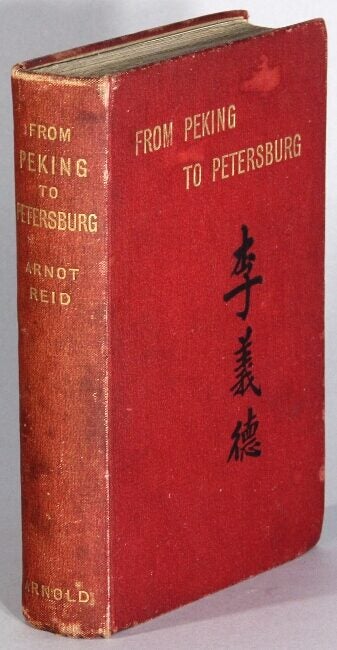 FROM
PEKING
TO
PETERSBURG
ARNOT
REID
ARNOLD
FROM PEKING
TO PETERSBURG
李義德